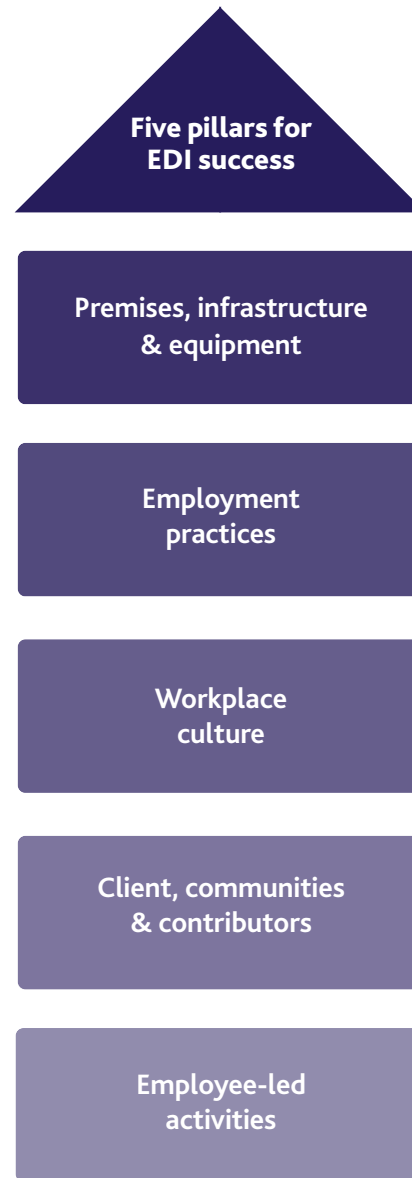 Five pillars for
EDI success
Premises, infrastructure
& equipment
Employment
practices
Workplace
culture
Client, communities
& contributors
Employee-led
activities